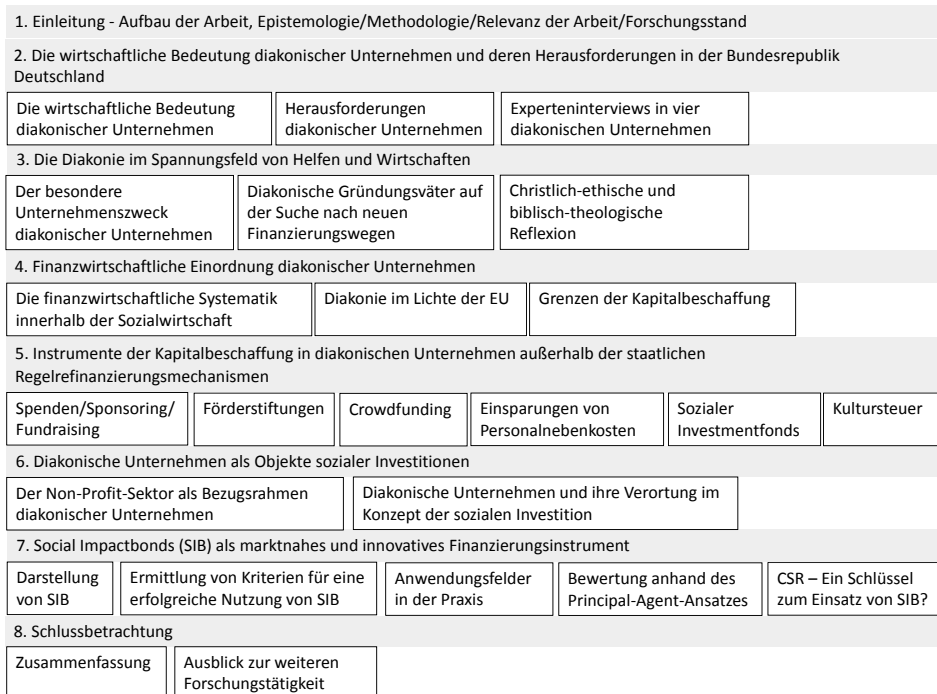 1. Einleitung - Aufbau der Arbeit, Epistemologie/Methodologie/Relevanz der Arbeit/Forschungsstand
2. Die wirtschaftliche Bedeutung diakonischer Unternehmen und deren Herausforderungen in der Bundesrepublik
Deutschland
Die wirtschaftliche Bedeutung
diakonischer Unternehmen
Herausforderungen
diakonischer Unternehmen
Experteninterviews in vier
diakonischen Unternehmen
3. Die Diakonie im Spannungsfeld von Helfen und Wirtschaften
Der besondere
Unternehmenszweck
diakonischer Unternehmen
Diakonische Gründungsväter auf
der Suche nach neuen
Finanzierungswegen
Christlich-ethische und
biblisch-theologische
Reflexion
4. Finanzwirtschaftliche Einordnung diakonischer Unternehmen
Die finanzwirtschaftliche Systematik
innerhalb der Sozialwirtschaft
Diakonie im Lichte der EU
Grenzen der Kapitalbeschaffung
5. Instrumente der Kapitalbeschaffung in diakonischen Unternehmen außerhalb der staatlichen
Regelrefinanzierungsmechanismen
Spenden/Sponsoring/
Fundraising
Förderstiftungen
Crowdfunding
Einsparungen von
Personalnebenkosten
Sozialer
Investmentfonds
Kultursteuer
6. Diakonische Unternehmen als Objekte sozialer Investitionen
Der Non-Profit-Sektor als Bezugsrahmen
diakonischer Unternehmen
Diakonische Unternehmen und ihre Verortung im
Konzept der sozialen Investition
7. Social Impactbonds (SIB) als marktnahes und innovatives Finanzierungsinstrument
Darstellung
von SIB
Ermittlung von Kriterien für eine
erfolgreiche Nutzung von SIB
Anwendungsfelder
in der Praxis
Bewertung anhand des
Principal-Agent-Ansatzes
CSR – Ein Schlüssel
zum Einsatz von SIB?
8. Schlussbetrachtung
Zusammenfassung
Ausblick zur weiteren
Forschungstätigkeit